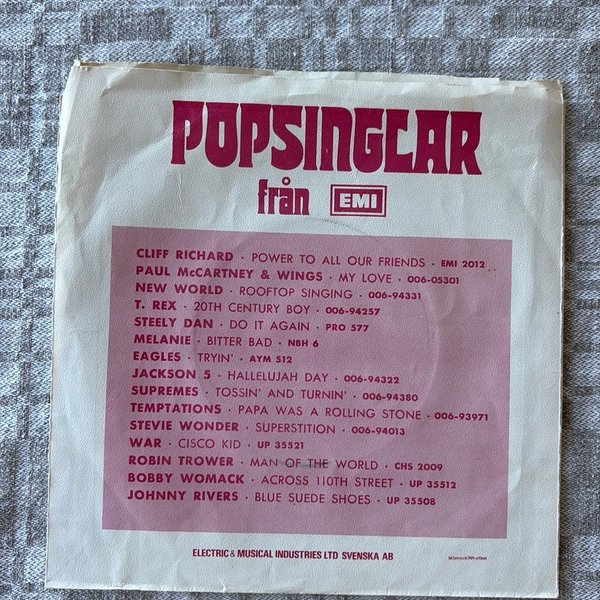 POPSINGLAR
från EMI
CLIFF RICHARD · POWER TO ALL OUR FRIENDS · EMI 2012
PAUL McCARTNEY & WINGS · MY LOVE · 006-05301
NEW WORLD · ROOFTOP SINGING · 006-94331
T. REX · 20TH CENTURY BOY · 006-94257
STEELY DAN · DO IT AGAIN · PRO 577
MELANIE · BITTER BAD · NBH 6
EAGLES · TRYIN' · AYM 512
JACKSON 5 · HALLELUJAH DAY · 006-94322
SUPREMES · TOSSIN' AND TURNIN' · 006-94380
TEMPTATIONS · PAPA WAS A ROLLING STONE · 006-93971
STEVIE WONDER · SUPERSTITION · 006-94013
WAR · CISCO KID · UP 35521
ROBIN TROWER · MAN OF THE WORLD · CHS 2009
BOBBY WOMACK · ACROSS 110TH STREET · UP 35512
JOHNNY RIVERS · BLUE SUEDE SHOES · UP 35508
ELECTRIC & MUSICAL INDUSTRIES LTD SVENSKA AB